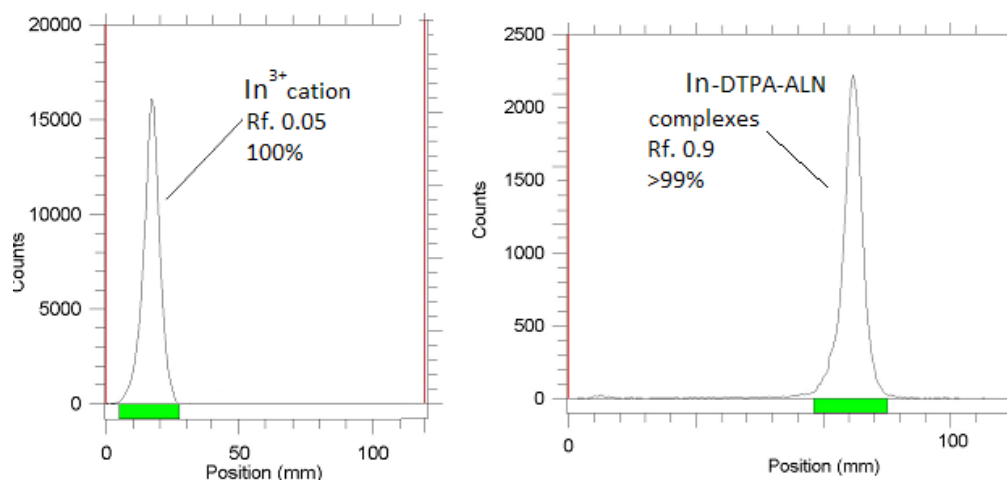 20000
15000
10000
5000
0
Counts
In3+cation
Rf. 0.05
100%
0
50
100
Position (mm)
2500
2000
1500
1000
500
0
Counts
In-DTPA-ALN
complexes
Rf. 0.9
>99%
0
100
Position (mm)